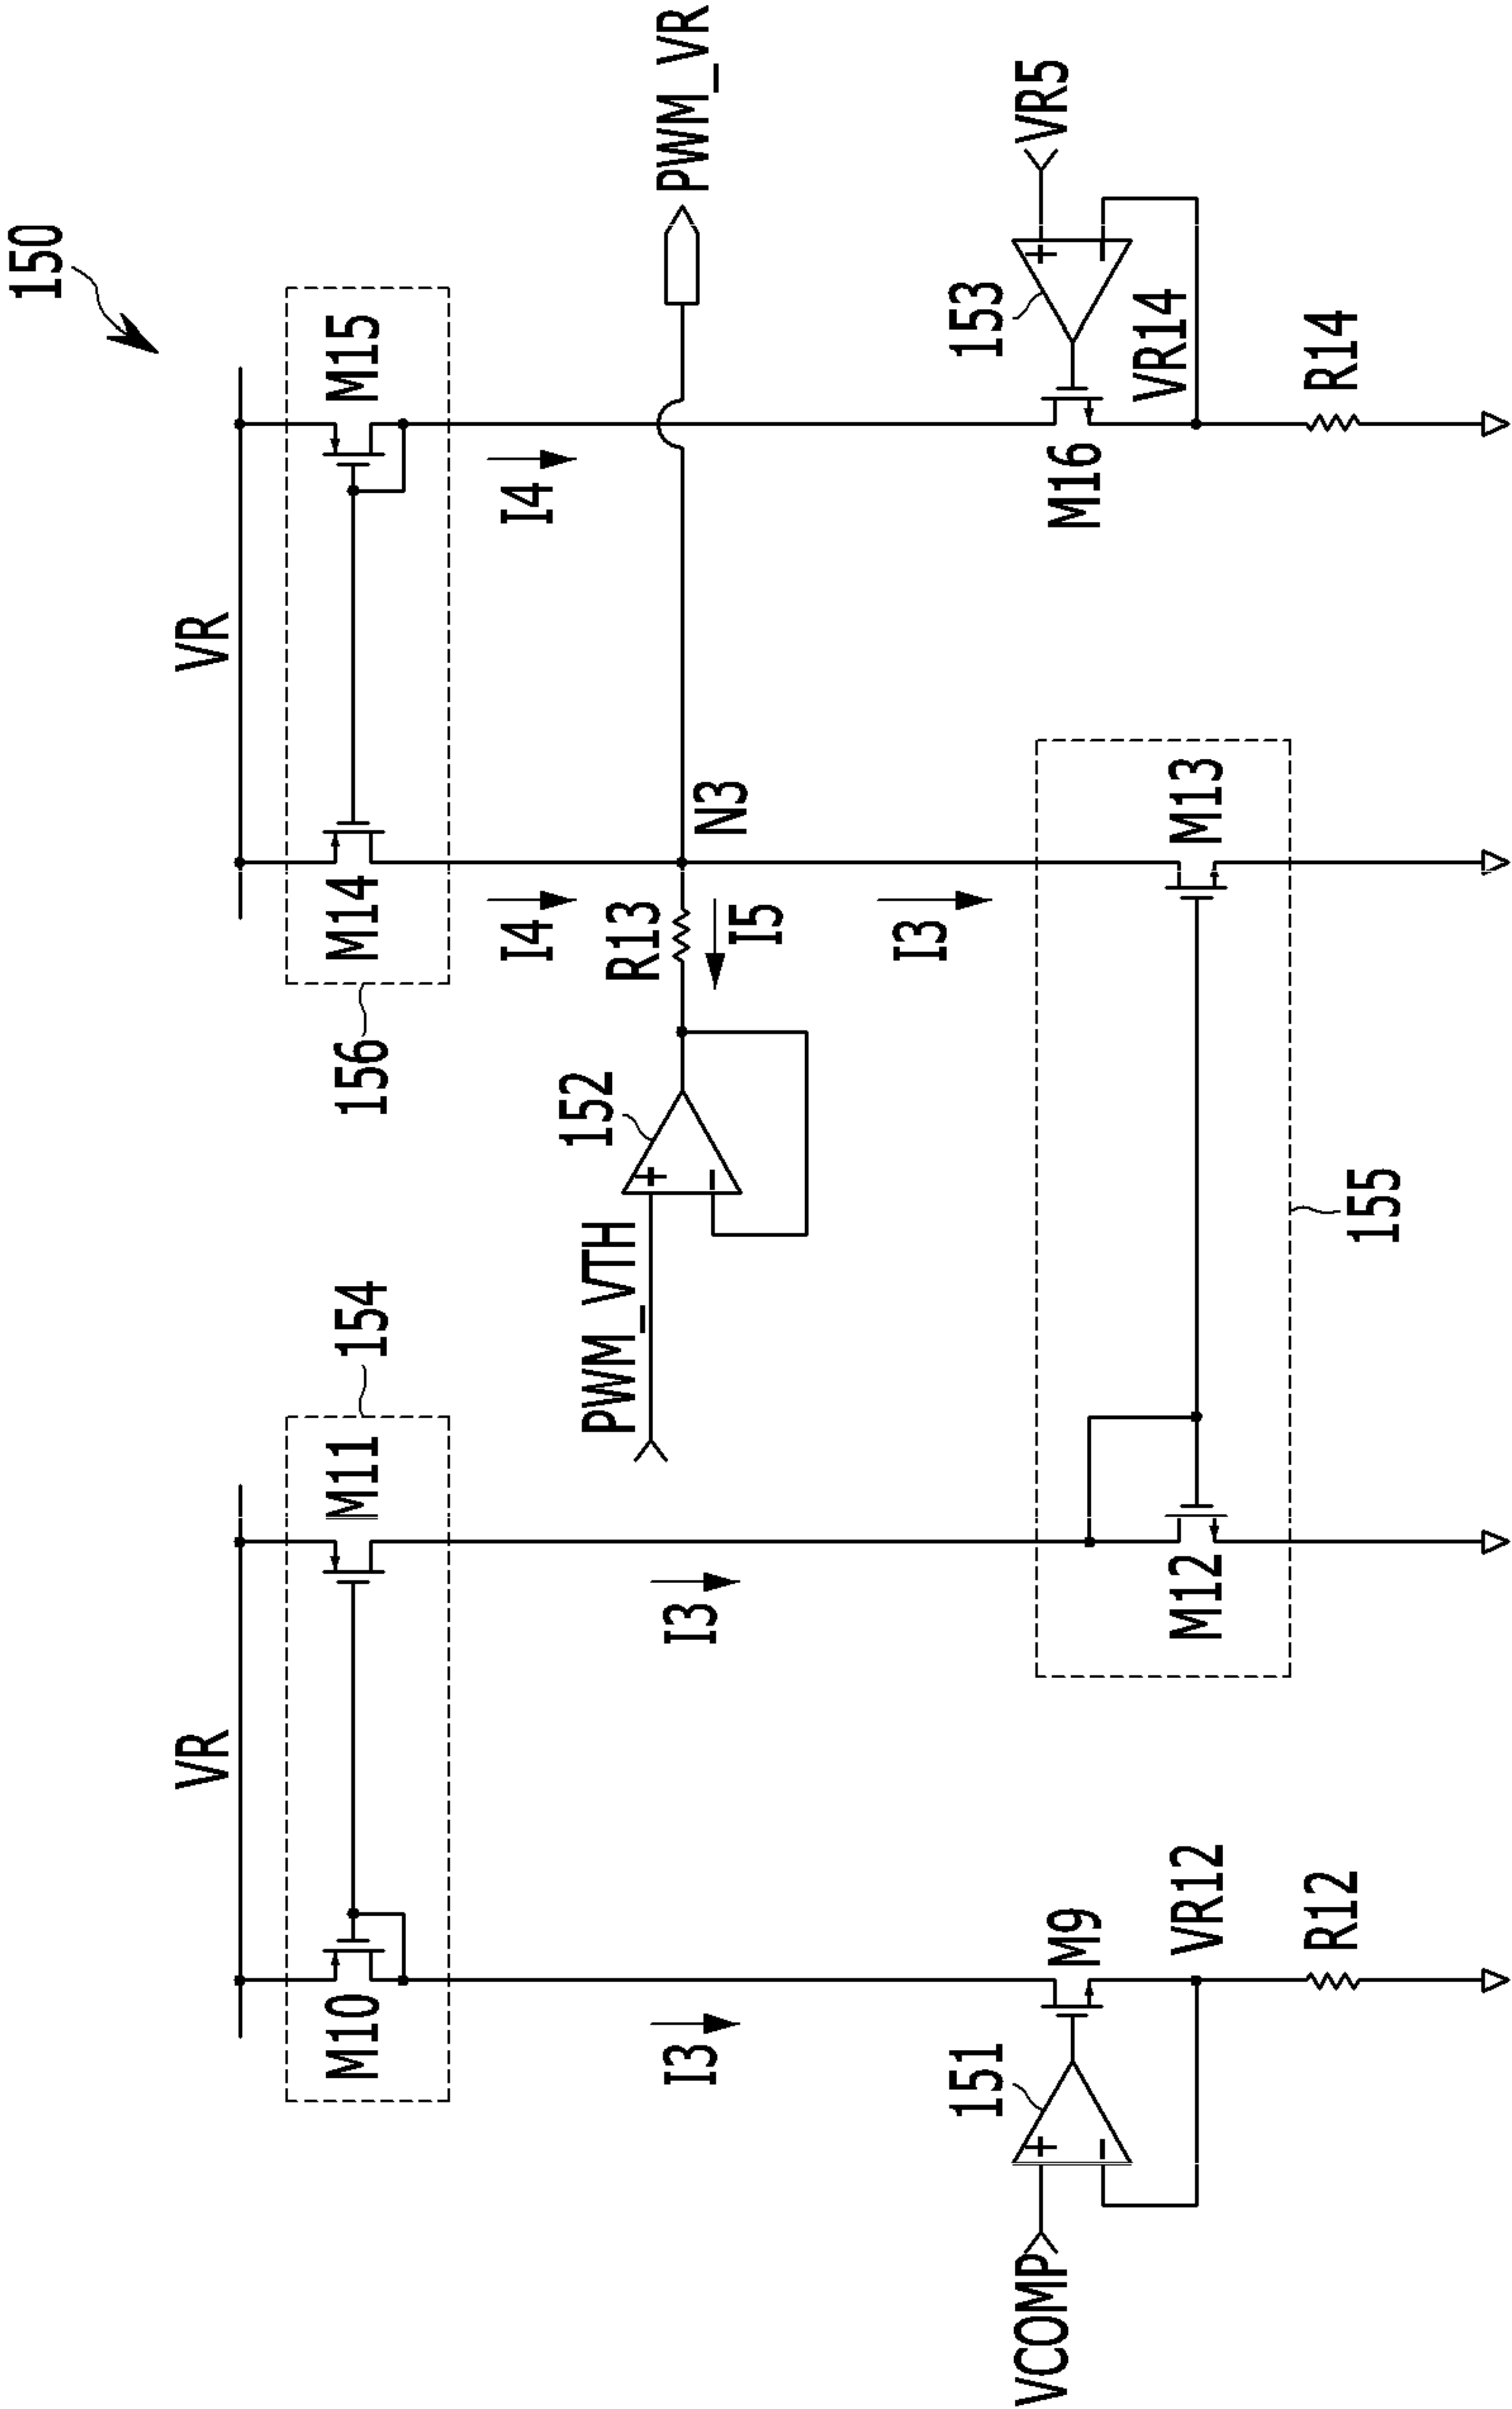 150
VR
VR
154
M10
M11
156
M14
M15
I3
I3
I4
I4
PWM_VTH
152
+
−
R13
I5
N3
PWM_VR
I3
VCOMP
151
+
−
M9
VR12
R12
M12
M13
155
153
+
−
VR5
M16
VR14
R14